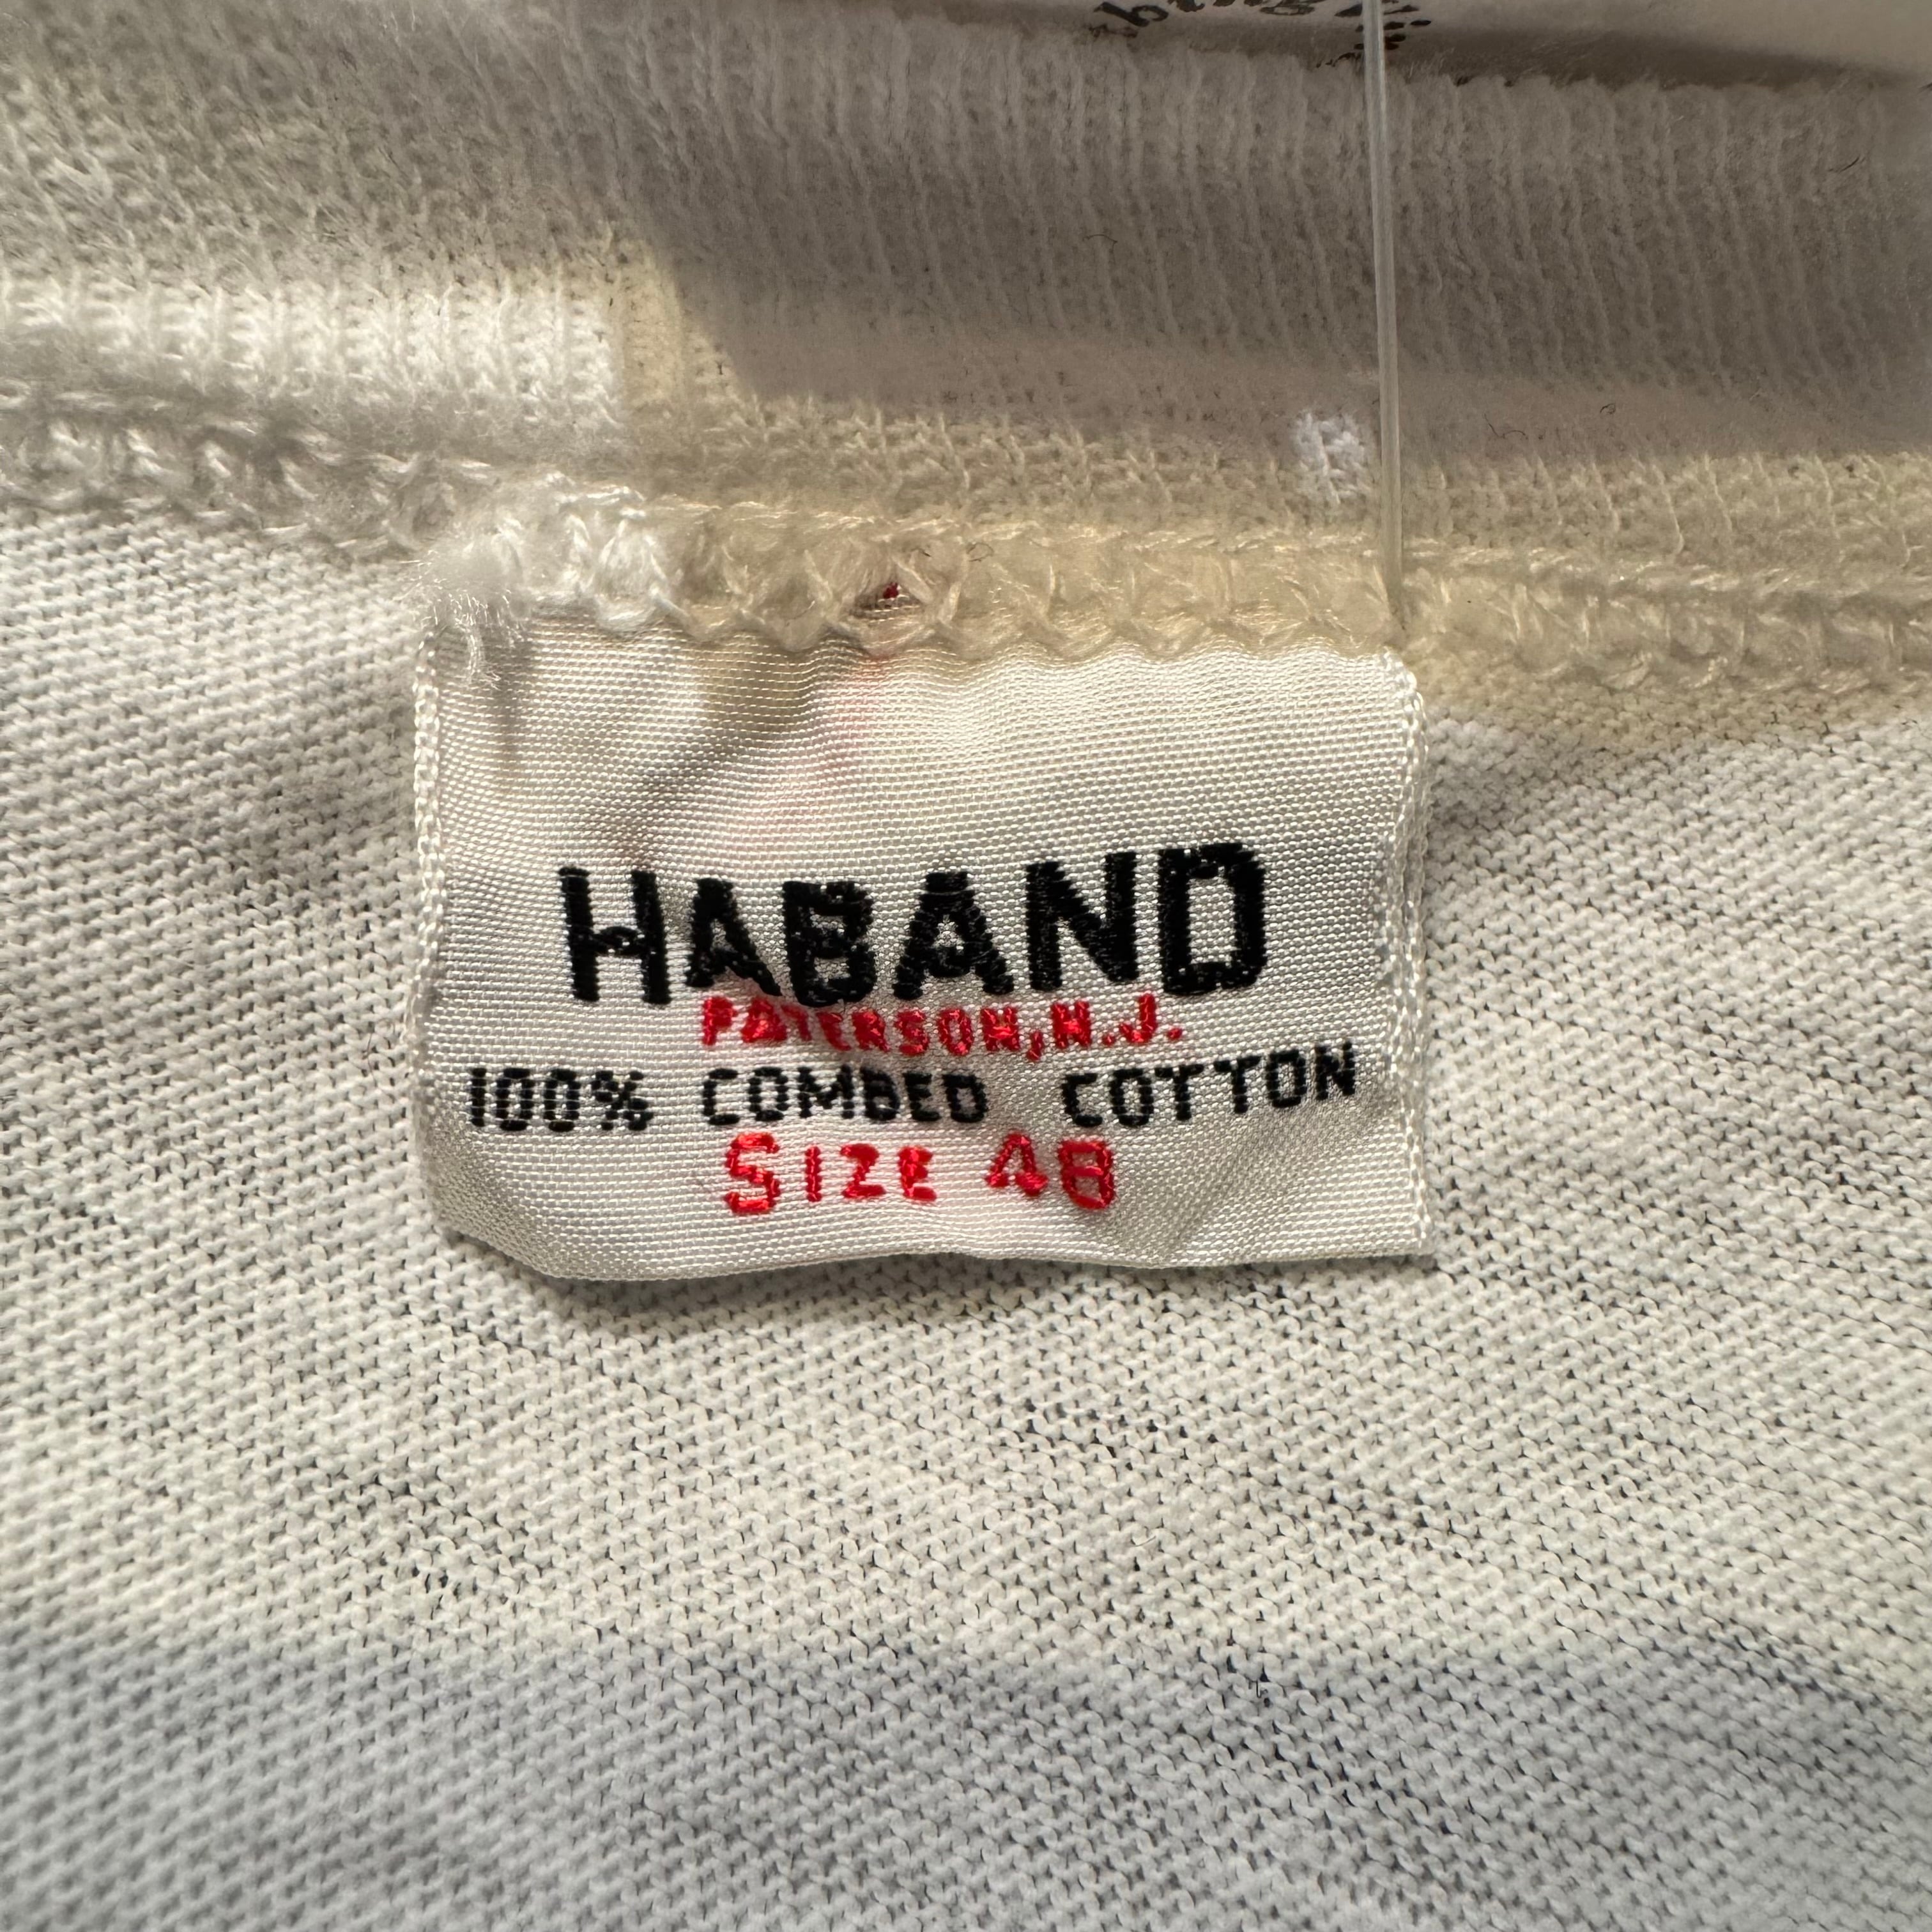 HABAND
PATERSON, N.J.
100% COMBED COTTON
SIZE 48